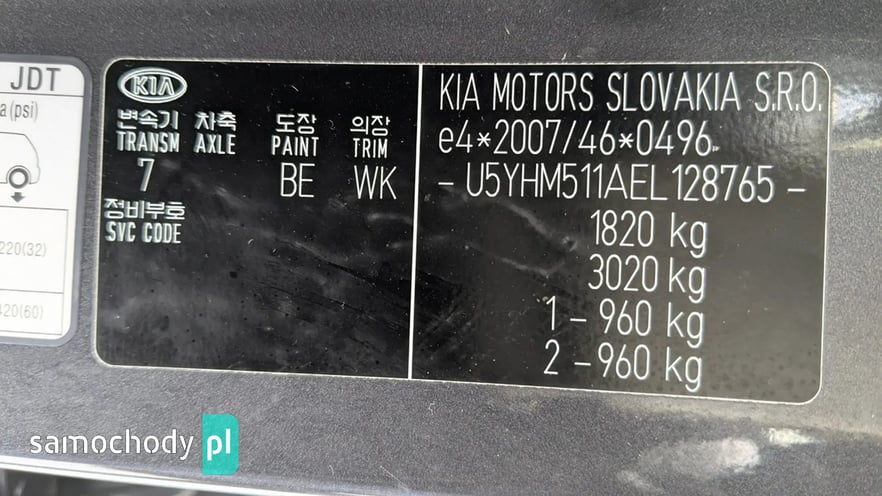 JDT
a (psi)
220(32)
420(60)
KIA
변속기 차축 도장 의장
TRANSM AXLE PAINT TRIM
7 BE WK
정비부호
SVC CODE
KIA MOTORS SLOVAKIA S.R.O.
e4*2007/46*0496
- U5YHM511AEL128765 -
1820 kg
3020 kg
1 - 960 kg
2 - 960 kg
samochody pl